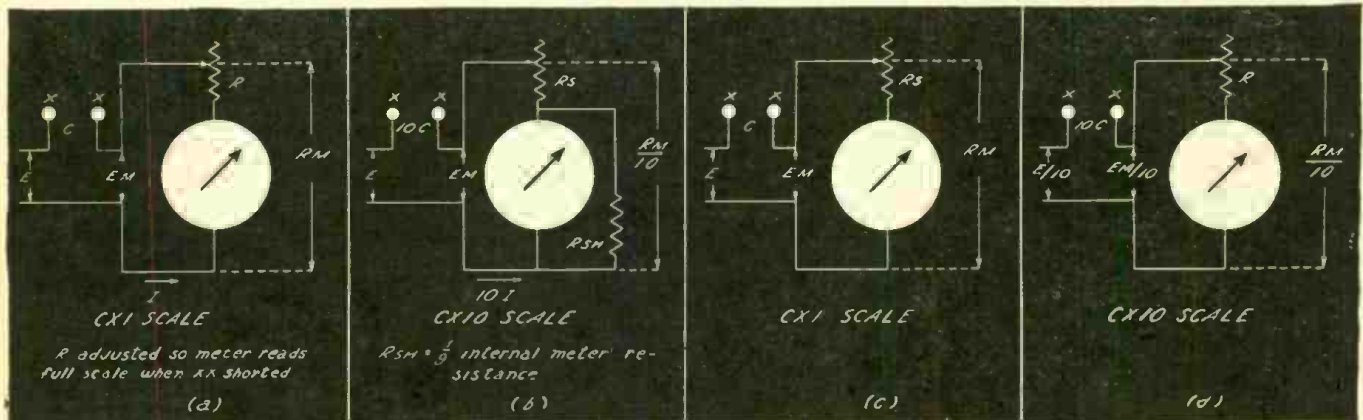 X X
C
E
EM
R
RM
I
CX1 SCALE
R adjusted so meter reads
full scale when XX shorted
(a)
X X
10C
E
EM
RS
RM
10
RSH
10 I
CX10 SCALE
RSH = 1/9 internal meter re-
sistance
(b)
X X
C
E
EM
RS
RM
CX1 SCALE
(c)
X X
10C
E/10
EM/10
R
RM
10
CX10 SCALE
(d)